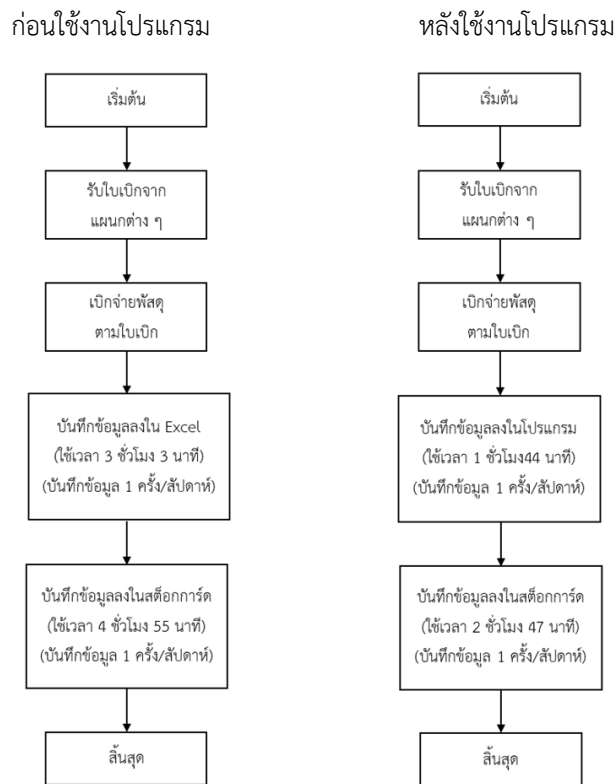 ก่อนใช้งานโปรแกรม
เริ่มต้น
รับใบเบิกจาก
แผนกต่าง ๆ
เบิกจ่ายพัสดุ
ตามใบเบิก
บันทึกข้อมูลลงใน Excel
(ใช้เวลา 3 ชั่วโมง 3 นาที)
(บันทึกข้อมูล 1 ครั้ง/สัปดาห์)
บันทึกข้อมูลลงในสต็อกการ์ด
(ใช้เวลา 4 ชั่วโมง 55 นาที)
(บันทึกข้อมูล 1 ครั้ง/สัปดาห์)
สิ้นสุด
หลังใช้งานโปรแกรม
เริ่มต้น
รับใบเบิกจาก
แผนกต่าง ๆ
เบิกจ่ายพัสดุ
ตามใบเบิก
บันทึกข้อมูลลงในโปรแกรม
(ใช้เวลา 1 ชั่วโมง44 นาที)
(บันทึกข้อมูล 1 ครั้ง/สัปดาห์)
บันทึกข้อมูลลงในสต็อกการ์ด
(ใช้เวลา 2 ชั่วโมง 47 นาที)
(บันทึกข้อมูล 1 ครั้ง/สัปดาห์)
สิ้นสุด